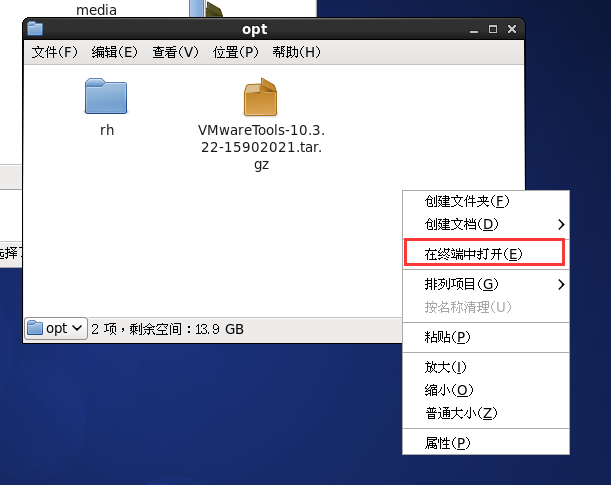 media
opt
文件(F) 编辑(E) 查看(V) 位置(P) 帮助(H)
rh
VMwareTools-10.3.
22-15902021.tar.
gz
创建文件夹(F)
创建文档(D)
选择了
在终端中打开(E)
排列项目(G)
按名称清理(U)
opt 2 项，剩余空间：13.9 GB
粘贴(P)
放大(I)
缩小(O)
普通大小(Z)
属性(P)